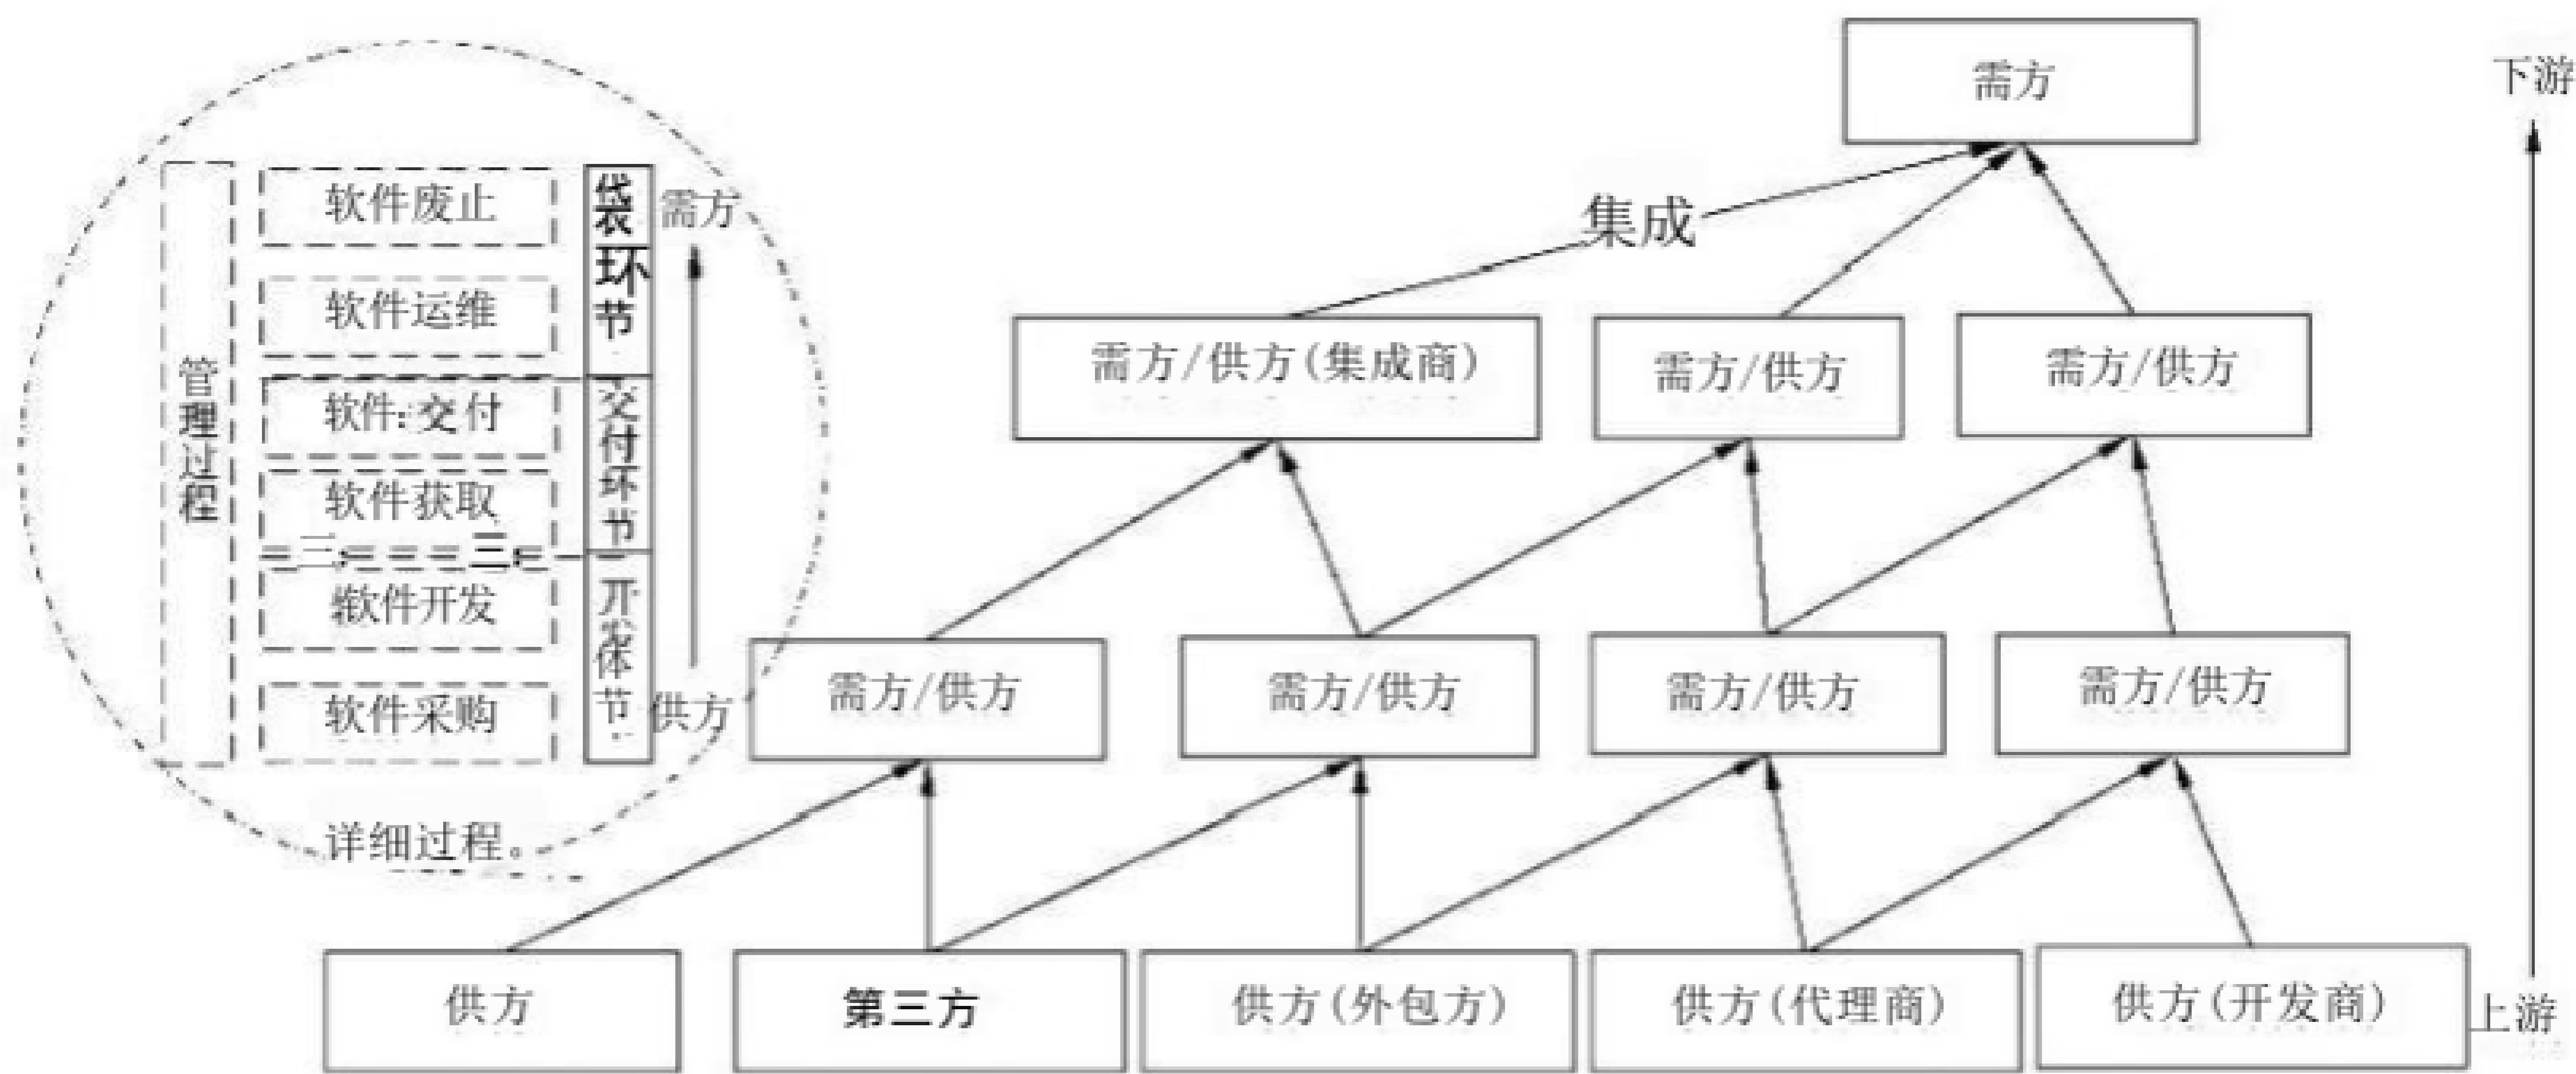 需方
下游
集成
软件废止
袋环节
需方
软件运维
需方/供方(集成商)
需方/供方
需方/供方
管理过程
软件:交付
交付环节
软件获取
软件开发
开发体节
软件采购
供方
需方/供方
需方/供方
需方/供方
需方/供方
详细过程。
供方
第三方
供方(外包方)
供方(代理商)
供方(开发商)
上游